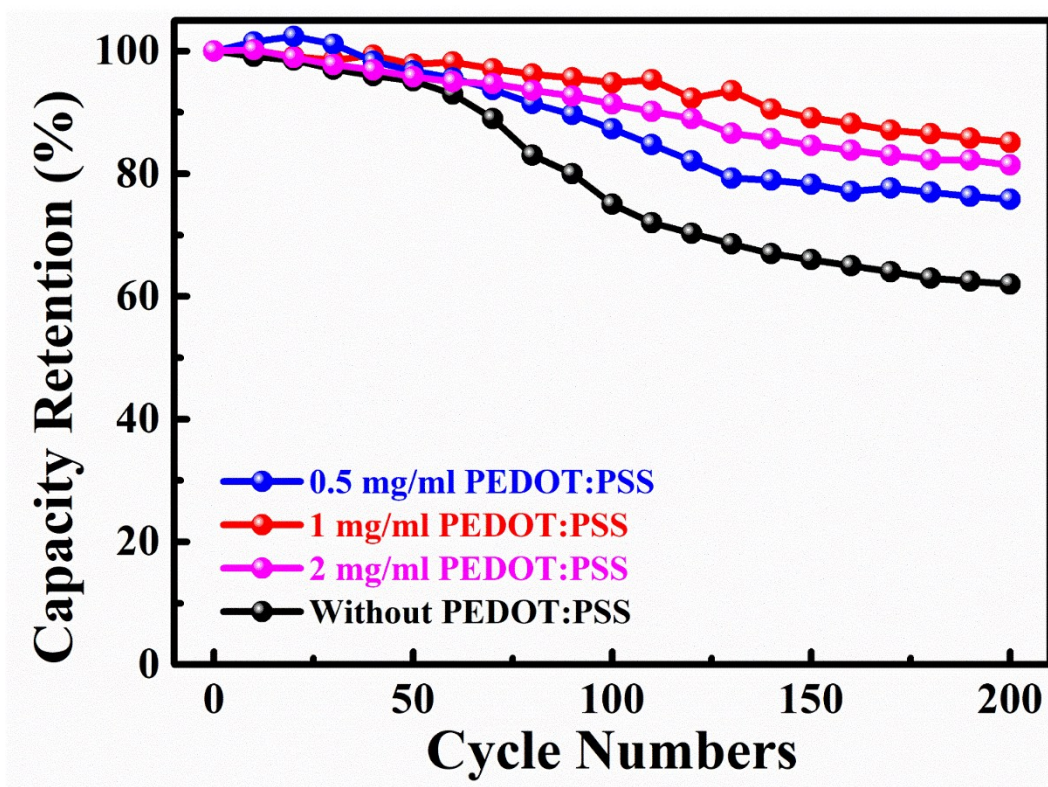 Capacity Retention (%)
100
80
60
40
20
0
0.5 mg/ml PEDOT:PSS
1 mg/ml PEDOT:PSS
2 mg/ml PEDOT:PSS
Without PEDOT:PSS
0 50 100 150 200
Cycle Numbers